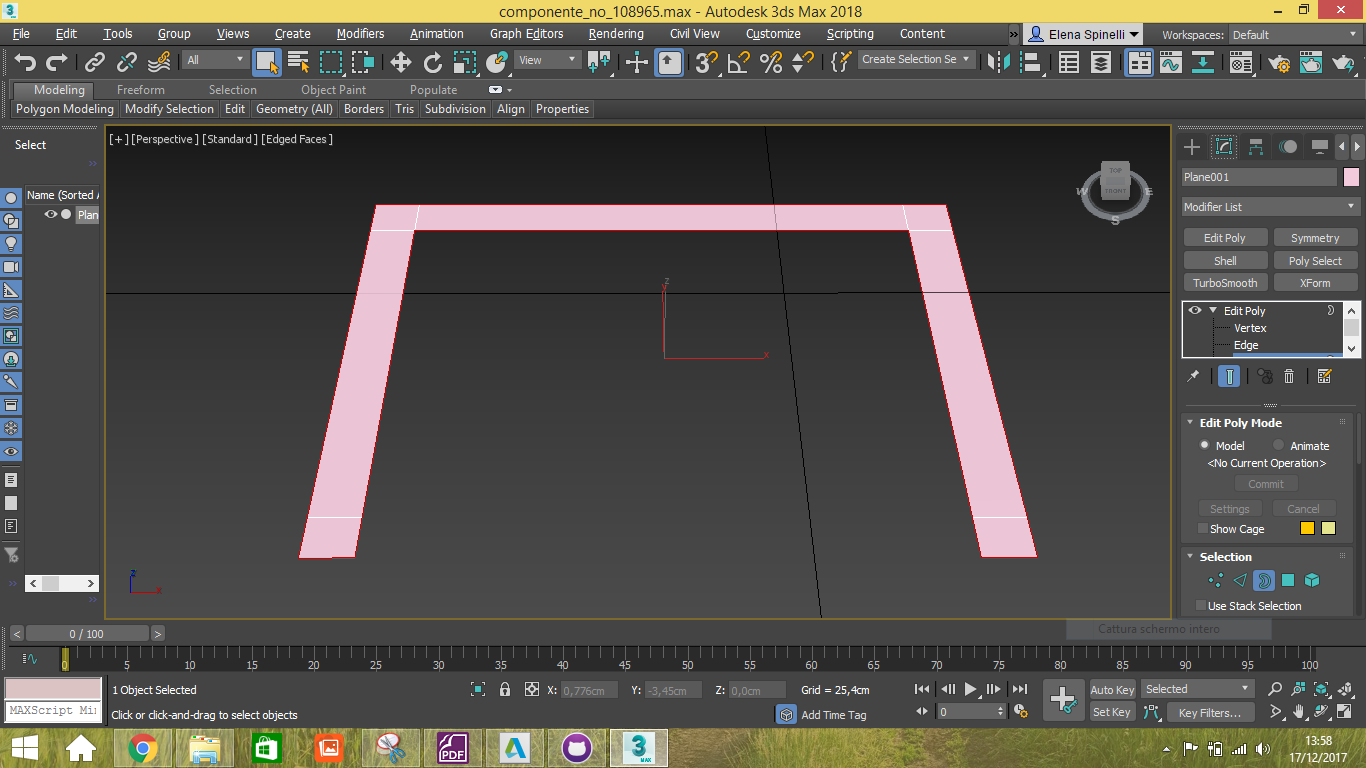 componente_no_108965.max - Autodesk 3ds Max 2018
File Edit Tools Group Views Create Modifiers Animation Graph Editors Rendering Civil View Customize Scripting Content » Elena Spinelli Workspaces: Default
All View Create Selection Se
Modeling Freeform Selection Object Paint Populate
Polygon Modeling Modify Selection Edit Geometry (All) Borders Tris Subdivision Align Properties
Select
Name (Sorted A
Plan
[+] [Perspective] [Standard] [Edged Faces]
TOP
FRONT
W E
S
z
y
x
z
x
Plane001
Modifier List
Edit Poly Symmetry
Shell Poly Select
TurboSmooth XForm
Edit Poly
Vertex
Edge
Edit Poly Mode
Model Animate
<No Current Operation>
Commit
Settings Cancel
Show Cage
Selection
Use Stack Selection
Cattura schermo intero
< 0 / 100 >
0 5 10 15 20 25 30 35 40 45 50 55 60 65 70 75 80 85 90 95 100
1 Object Selected X: 0,776cm Y: -3,45cm Z: 0,0cm Grid = 25,4cm Auto Key Selected
MAXScript Mi Click or click-and-drag to select objects Add Time Tag 0 Set Key Key Filters...
PDF
3
MAX
13:58
17/12/2017